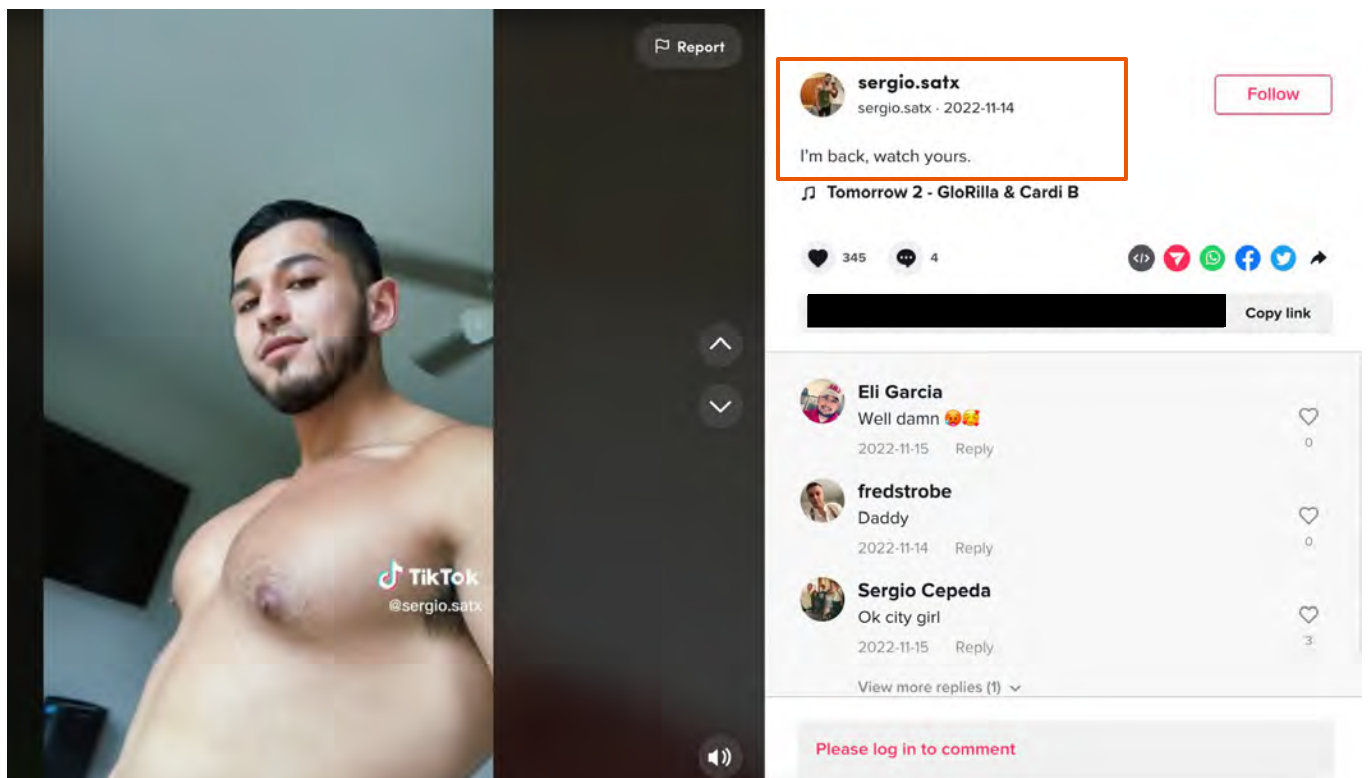 Report
TikTok
@sergio.satx
sergio.satx
sergio.satx · 2022-11-14
Follow
I'm back, watch yours.
Tomorrow 2 - GloRilla & Cardi B
345
4
Copy link
Eli Garcia
Well damn 🥵🥰
2022-11-15 Reply
0
fredstrobe
Daddy
2022-11-14 Reply
0
Sergio Cepeda
Ok city girl
2022-11-15 Reply
3
View more replies (1)
Please log in to comment